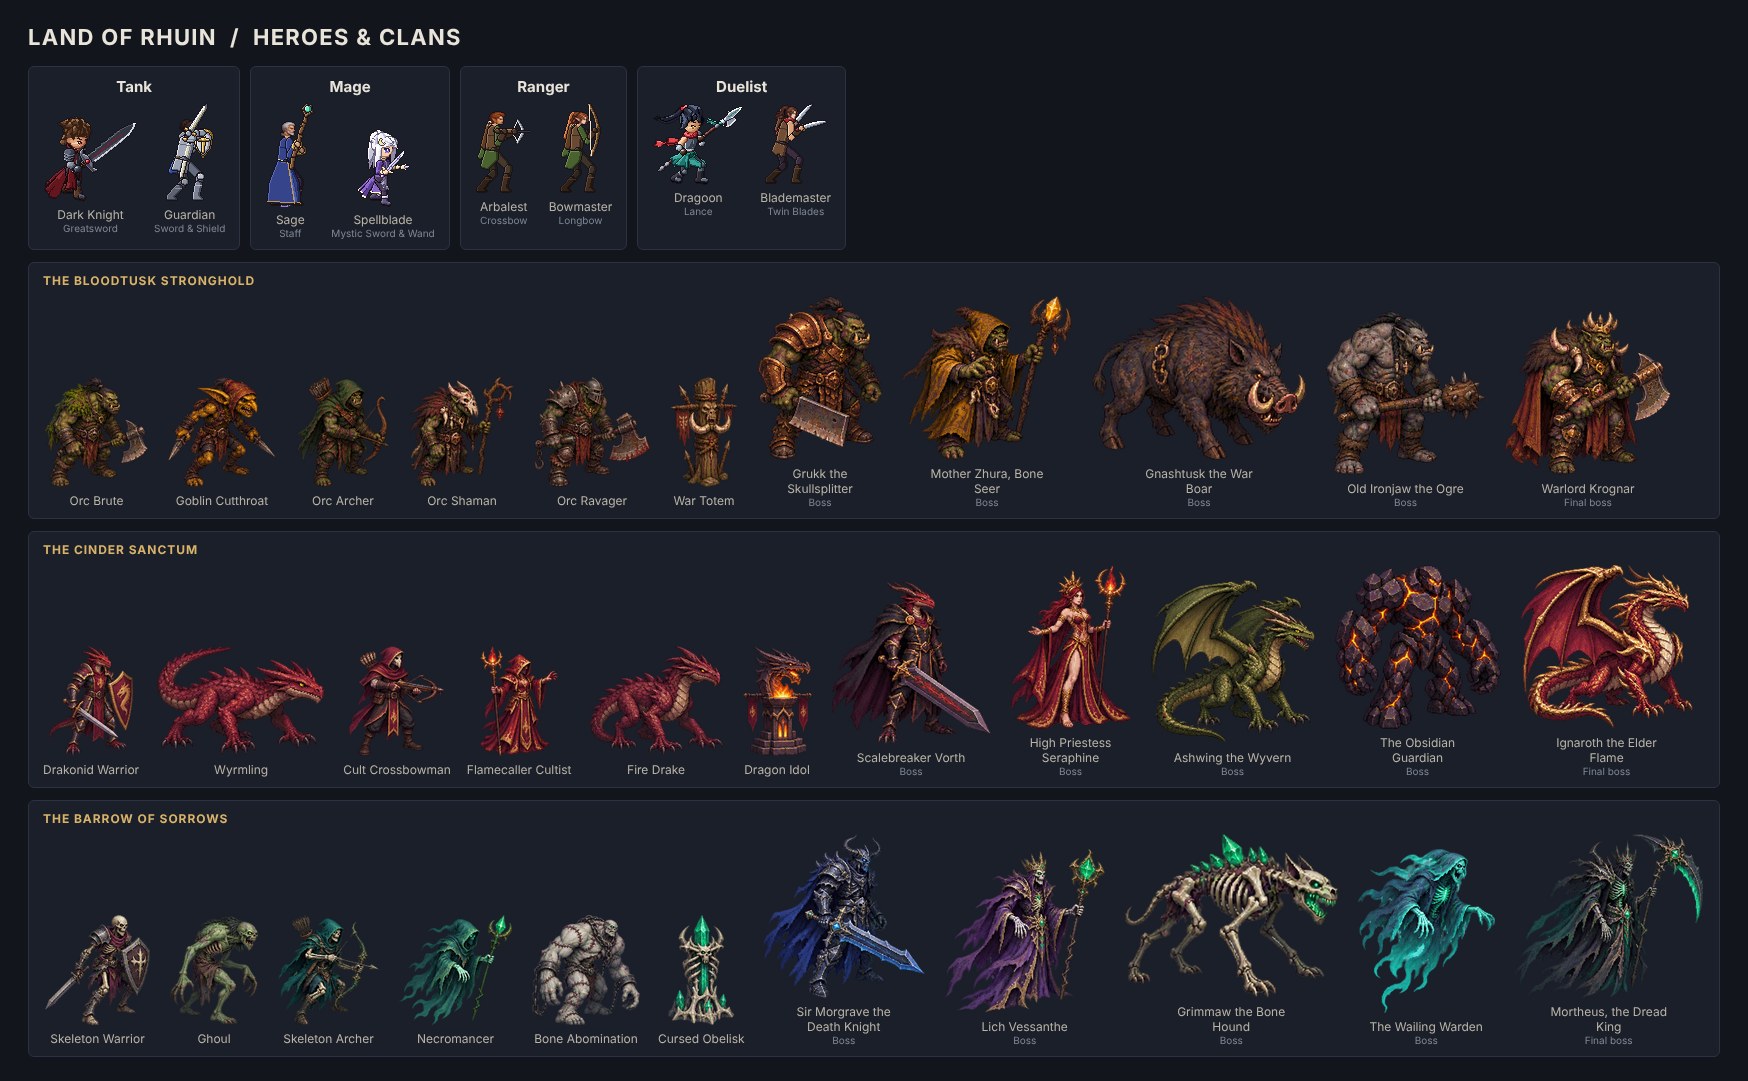 LAND OF RHUIN / HEROES & CLANS
Tank
Dark Knight
Greatsword
Guardian
Sword & Shield
Mage
Sage
Staff
Spellblade
Mystic Sword & Wand
Ranger
Arbalest
Crossbow
Bowmaster
Longbow
Duelist
Dragoon
Lance
Blademaster
Twin Blades
THE BLOODTUSK STRONGHOLD
Orc Brute
Goblin Cutthroat
Orc Archer
Orc Shaman
Orc Ravager
War Totem
Grukk the
Skullsplitter
Boss
Mother Zhura, Bone
Seer
Boss
Gnashtusk the War
Boar
Boss
Old Ironjaw the Ogre
Boss
Warlord Krognar
Final boss
THE CINDER SANCTUM
Drakonid Warrior
Wyrmling
Cult Crossbowman
Flamecaller Cultist
Fire Drake
Dragon Idol
Scalebreaker Vorth
Boss
High Priestess
Seraphine
Boss
Ashwing the Wyvern
Boss
The Obsidian
Guardian
Boss
Ignaroth the Elder
Flame
Final boss
THE BARROW OF SORROWS
Skeleton Warrior
Ghoul
Skeleton Archer
Necromancer
Bone Abomination
Cursed Obelisk
Sir Morgrave the
Death Knight
Boss
Lich Vessanthe
Boss
Grimmaw the Bone
Hound
Boss
The Wailing Warden
Boss
Mortheus, the Dread
King
Final boss